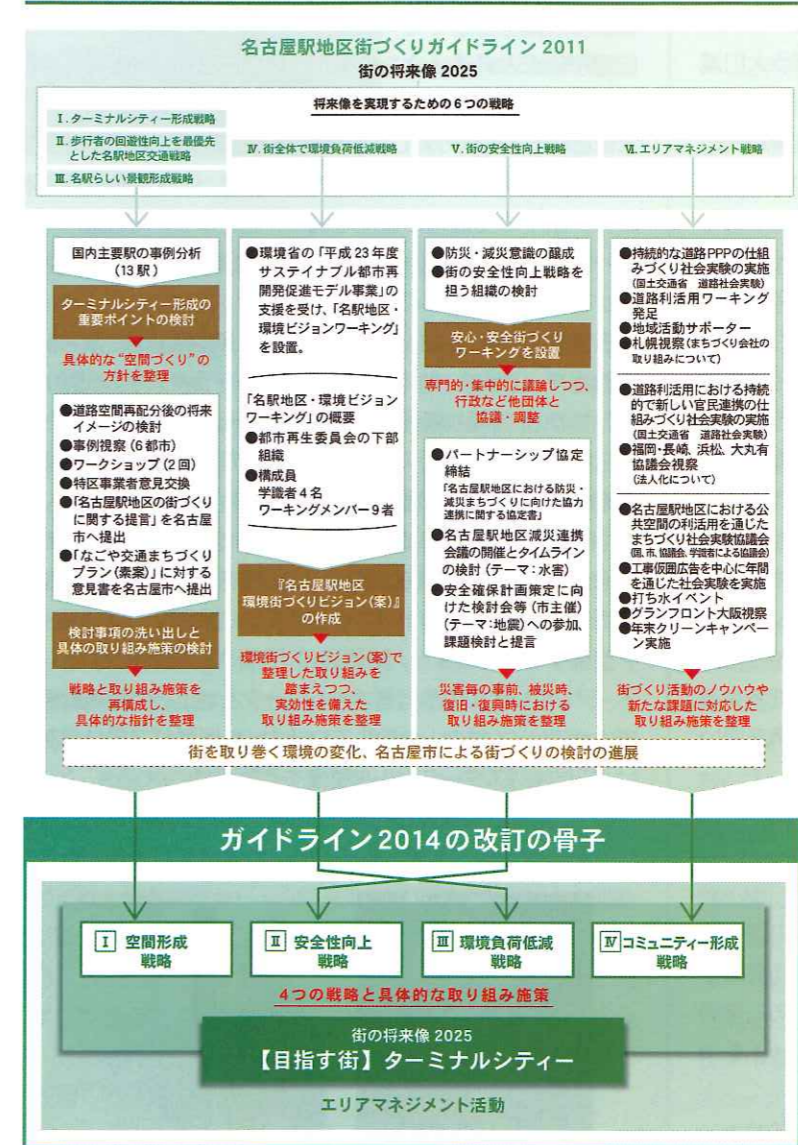 名古屋駅地区街づくりガイドライン 2011
街の将来像 2025
将来像を実現するための6つの戦略
Ⅰ.ターミナルシティー形成戦略
Ⅱ.歩行者の回遊性向上を最優先
とした名駅地区交通戦略
Ⅲ.名駅らしい景観形成戦略
Ⅳ.街全体で環境負荷低減戦略
Ⅴ.街の安全性向上戦略
Ⅵ.エリアマネジメント戦略
国内主要駅の事例分析
(13駅)
ターミナルシティー形成の
重要ポイントの検討
具体的な“空間づくり”の
方針を整理
●道路空間再配分後の将来
イメージの検討
●事例視察(6都市)
●ワークショップ(2回)
●特区事業者意見交換
●「名古屋駅地区の街づくり
に関する提言」を名古屋
市へ提出
●「なごや交通まちづくり
プラン(素案)」に対する
意見書を名古屋市へ提出
検討事項の洗い出しと
具体の取り組み施策の検討
戦略と取り組み施策を
再構成し、
具体的な指針を整理
●環境省の「平成23年度
サステイナブル都市再
開発促進モデル事業」の
支援を受け、「名駅地区・
環境ビジョンワーキング」
を設置。
「名駅地区・環境ビジョン
ワーキング」の概要
●都市再生委員会の下部
組織
●構成員
学識者4名
ワーキングメンバー9者
『名古屋駅地区
環境街づくりビジョン(案)』
の作成
環境街づくりビジョン(案)で
整理した取り組みを
踏まえつつ、
実効性を備えた
取り組み施策を整理
●防災・減災意識の醸成
●街の安全性向上戦略を
担う組織の検討
安心・安全街づくり
ワーキングを設置
専門的・集中的に議論しつつ、
行政など他団体と
協議・調整
●パートナーシップ協定
締結
「名古屋駅地区における防災・
減災まちづくりに向けた協力
連携に関する協定書」
●名古屋駅地区減災連携
会議の開催とタイムライン
の検討(テーマ:水害)
●安全確保計画策定に向
けた検討会等(市主催)
(テーマ:地震)への参加、
課題検討と提言
災害毎の事前、被災時、
復旧・復興時における
取り組み施策を整理
●持続的な道路PPPの仕組
みづくり社会実験の実施
(国土交通省 道路社会実験)
●道路利活用ワーキング
発足
●地域活動サポーター
●札幌視察(まちづくり会社の
取り組みについて)
●道路利活用における持続
的で新しい官民連携の仕
組みづくり社会実験の実施
(国土交通省 道路社会実験)
●福岡・長崎、浜松、大丸有
協議会視察
(法人化について)
●名古屋駅地区における公
共空間の利活用を通じた
まちづくり社会実験協議会
(国、市、協議会、学識者による協議会)
●工事仮囲広告を中心に年間
を通じた社会実験を実施
●打ち水イベント
●グランフロント大阪視察
●年末クリーンキャンペー
ン実施
街づくり活動のノウハウや
新たな課題に対応した
取り組み施策を整理
街を取り巻く環境の変化、名古屋市による街づくりの検討の進展
ガイドライン2014の改訂の骨子
Ⅰ 空間形成
戦略
Ⅱ 安全性向上
戦略
Ⅲ 環境負荷低減
戦略
Ⅳ コミュニティー形成
戦略
4つの戦略と具体的な取り組み施策
街の将来像 2025
【目指す街】ターミナルシティー
エリアマネジメント活動